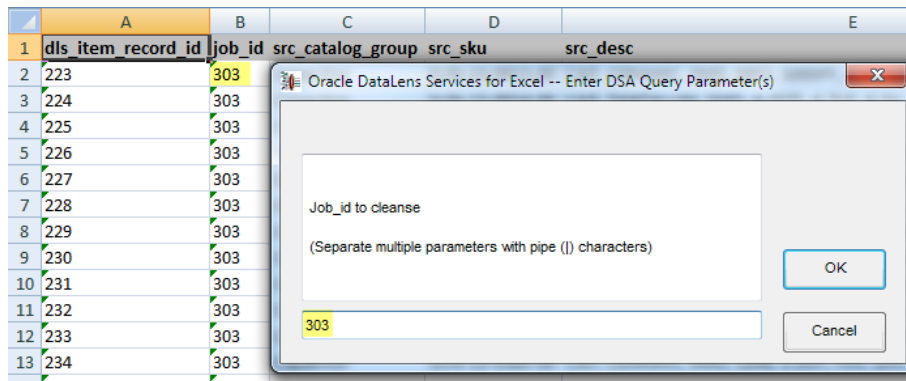 A B C D E
1 dls_item_record_id job_id src_catalog_group src_sku src_desc
2 223 303
3 224 303
4 225 303
5 226 303
6 227 303
7 228 303
8 229 303
9 230 303
10 231 303
11 232 303
12 233 303
13 234 303
Oracle DataLens Services for Excel -- Enter DSA Query Parameter(s)
Job_id to cleanse
(Separate multiple parameters with pipe (|) characters)
OK
303
Cancel